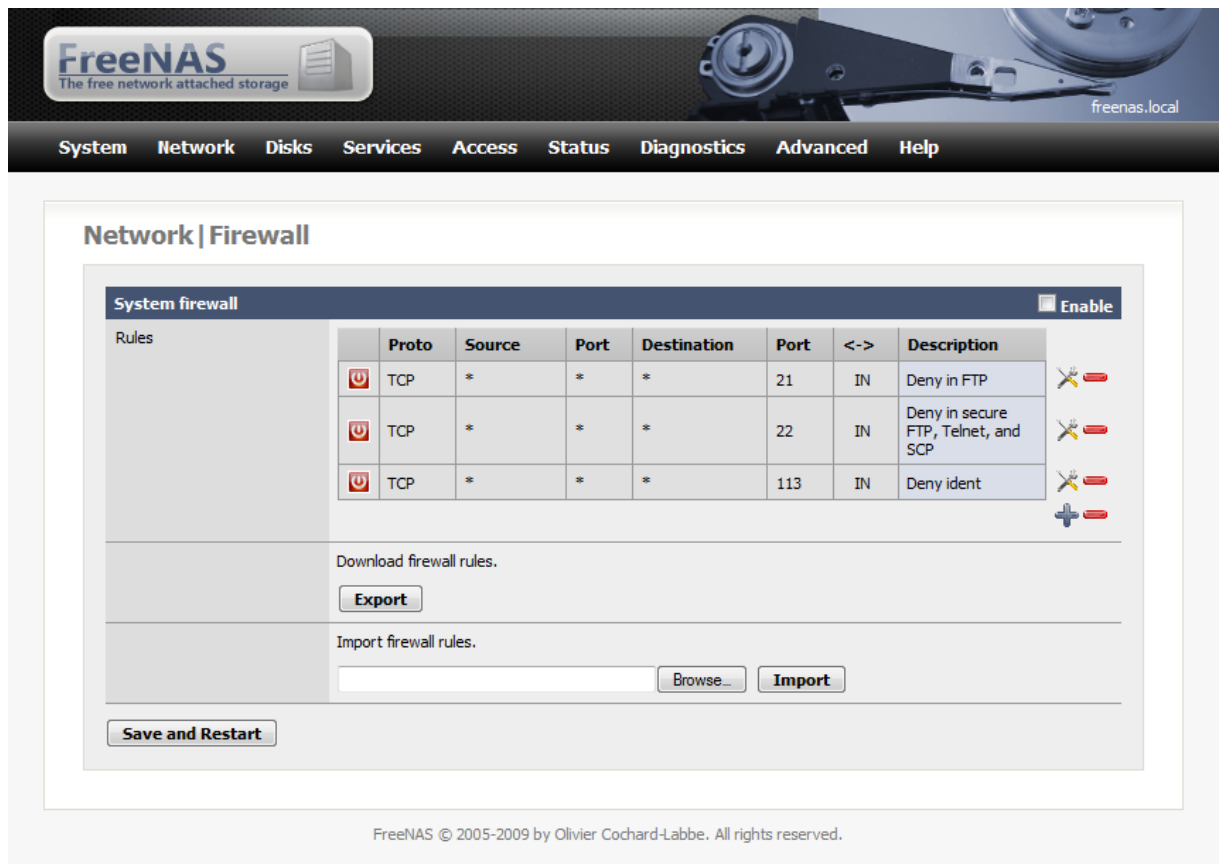 FreeNAS
The free network attached storage
freenas.local
System Network Disks Services Access Status Diagnostics Advanced Help
Network|Firewall
System firewall Enable
Rules
Proto Source Port Destination Port <-> Description
TCP * * * 21 IN Deny in FTP
TCP * * * 22 IN Deny in secure
FTP, Telnet, and
SCP
TCP * * * 113 IN Deny ident
Download firewall rules.
Export
Import firewall rules.
Browse... Import
Save and Restart
FreeNAS © 2005-2009 by Olivier Cochard-Labbe. All rights reserved.